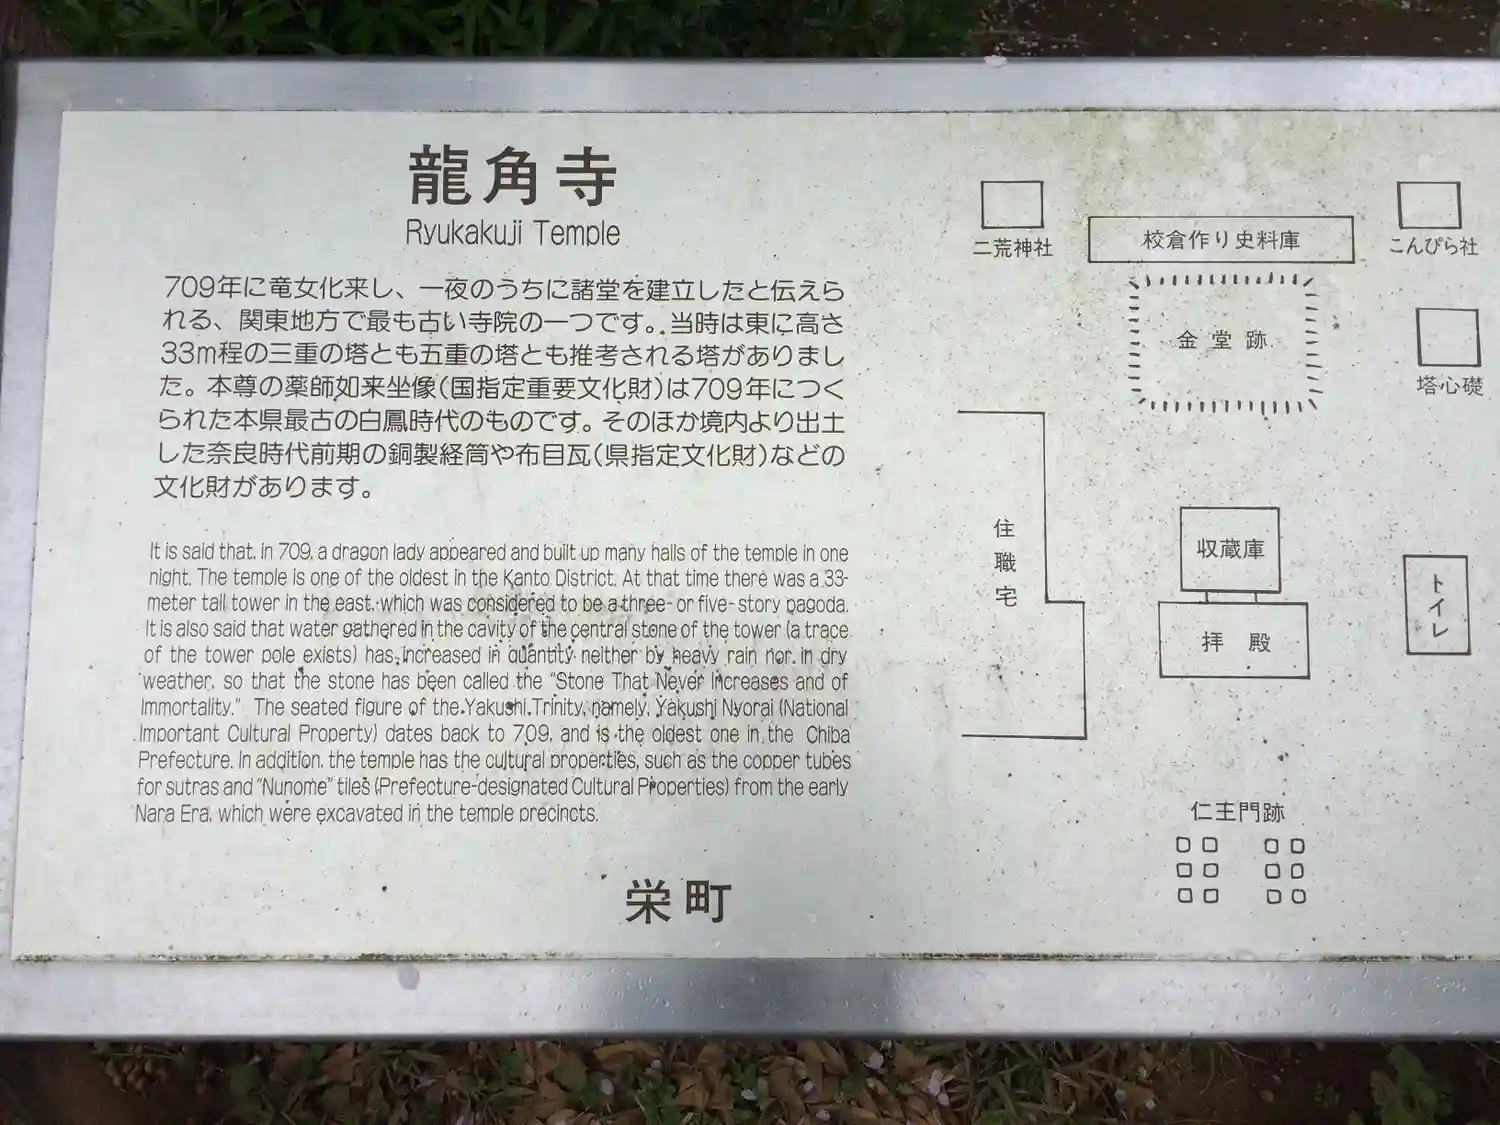 龍角寺
Ryukakuji Temple
709年に竜女化来し、一夜のうちに諸堂を建立したと伝えら
れる、関東地方で最も古い寺院の一つです。当時は東に高さ
33m程の三重の塔とも五重の塔とも推考される塔がありまし
た。本尊の薬師如来坐像(国指定重要文化財)は709年につく
られた本県最古の白鳳時代のものです。そのほか境内より出土
した奈良時代前期の銅製経筒や布目瓦(県指定文化財)などの
文化財があります。
It is said that, in 709, a dragon lady appeared and built up many halls of the temple in one
night. The temple is one of the oldest in the Kanto District. At that time there was a 33-
meter tall tower in the east, which was considered to be a three- or five- story pagoda.
It is also said that water gathered in the cavity of the central stone of the tower (a trace
of the tower pole exists) has increased in quantity neither by heavy rain nor in dry
weather, so that the stone has been called the "Stone That Never Increases and of
Immortality." The seated figure of the Yakushi Trinity, namely, Yakushi Nyorai (National
Important Cultural Property) dates back to 709, and is the oldest one in the Chiba
Prefecture. In addition, the temple has the cultural properties, such as the copper tubes
for sutras and "Nunome" tiles (Prefecture-designated Cultural Properties) from the early
Nara Era, which were excavated in the temple precincts.
栄町
二荒神社
校倉作り史料庫
こんぴら社
金堂跡
塔心礎
住職宅
収蔵庫
拝殿
トイレ
仁主門跡